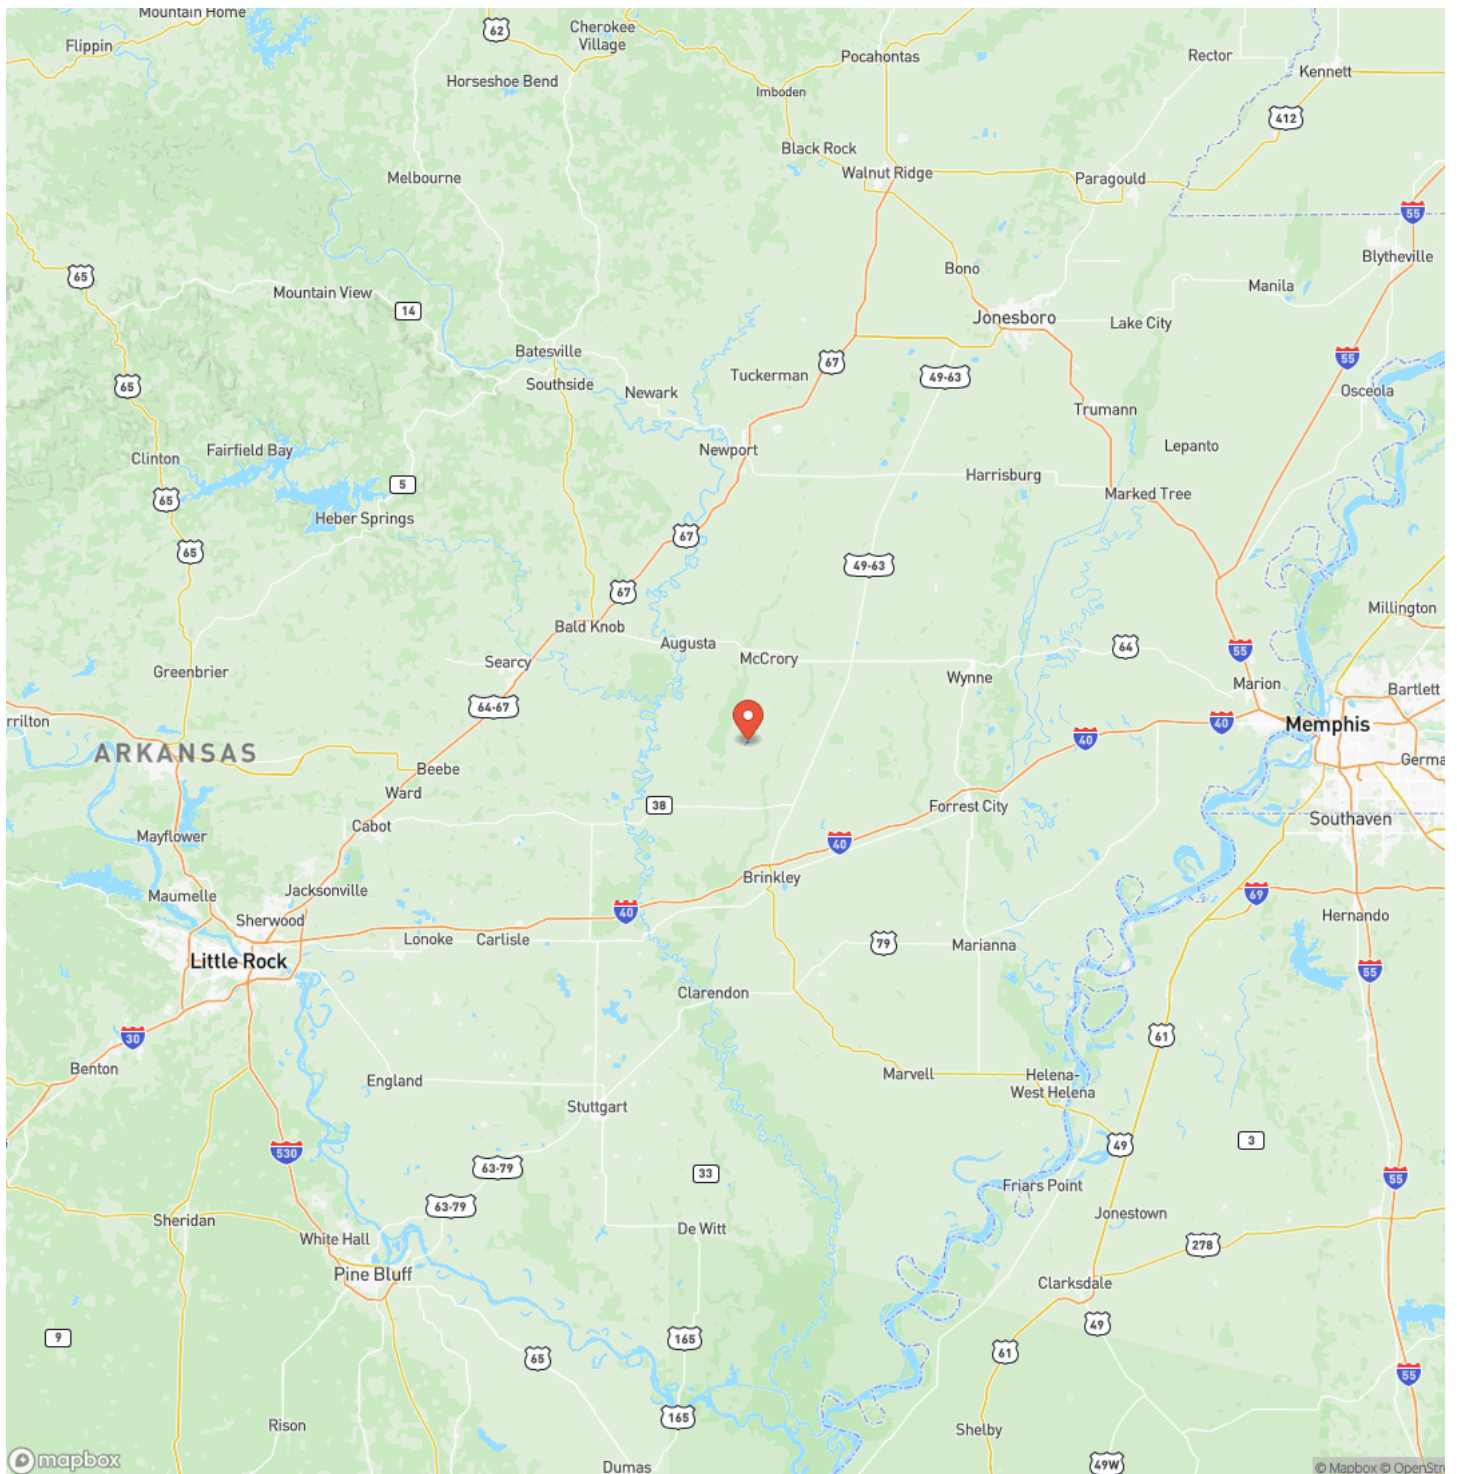 Mountain Home
Flippin
62
Cherokee
Village
Pocahontas
Rector
Kennett
Horseshoe Bend
Imboden
412
Black Rock
Walnut Ridge
Melbourne
Paragould
55
Blytheville
65
Mountain View
14
Bono
Manila
Jonesboro
Lake City
Batesville
67
55
65
Southside
Newark
Tuckerman
49-63
Osceola
Trumann
Clinton
Fairfield Bay
Newport
Lepanto
65
5
Harrisburg
Marked Tree
Heber Springs
67
65
49-63
67
Millington
Bald Knob
Augusta
64
55
Greenbrier
Searcy
McCrory
Wynne
Marion
Bartlett
64-67
rrilton
40
Memphis
ARKANSAS
40
Germa
Beebe
Ward
38
Forrest City
Southaven
Cabot
Mayflower
40
Brinkley
Jacksonville
Maumelle
69
Sherwood
40
Hernando
Lonoke
Carlisle
79
Marianna
Little Rock
55
Clarendon
30
61
Benton
England
Marvell
Helena-
West Helena
Stuttgart
530
49
3
63-79
33
55
Friars Point
63-79
Sheridan
Jonestown
White Hall
De Witt
278
Pine Bluff
Clarksdale
9
165
49
65
61
55
Rison
165
Shelby
Dumas
49W
mapbox
© Mapbox © OpenStr